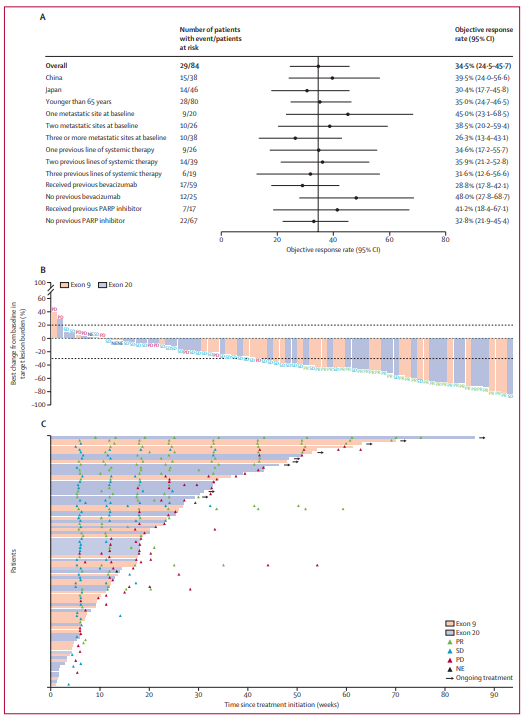 A
Number of patients with event/patients at risk
Objective response rate (95% CI)
Overall 29/84 34·5% (24·5–45·7)
China 15/38 39·5% (24·0–56·6)
Japan 14/46 30·4% (17·7–45·8)
Younger than 65 years 28/80 35·0% (24·7–46·5)
One metastatic site at baseline 9/20 45·0% (23·1–68·5)
Two metastatic sites at baseline 10/26 38·5% (20·2–59·4)
Three or more metastatic sites at baseline 10/38 26·3% (13·4–43·1)
One previous line of systemic therapy 9/26 34·6% (17·2–55·7)
Two previous lines of systemic therapy 14/39 35·9% (21·2–52·8)
Three previous lines of systemic therapy 6/19 31·6% (12·6–56·6)
Received previous bevacizumab 17/59 28·8% (17·8–42·1)
No previous bevacizumab 12/25 48·0% (27·8–68·7)
Received previous PARP inhibitor 7/17 41·2% (18·4–67·1)
No previous PARP inhibitor 22/67 32·8% (21·9–45·4)
0 20 40 60 80
Objective response rate (95% CI)
B
Exon 9 Exon 20
Best change from baseline in target lesion burden (%)
100
60
40
20
0
–20
–40
–60
–80
–100
C
Patients
Exon 9
Exon 20
PR
SD
PD
NE
Ongoing treatment
0 10 20 30 40 50 60 70 80 90
Time since treatment initiation (weeks)